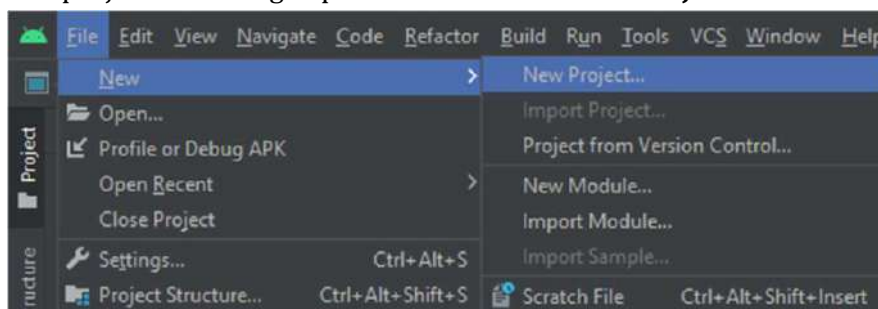 File Edit View Navigate Code Refactor Build Run Tools VCS Window Help
New
Open...
Profile or Debug APK
Open Recent
Close Project
Settings... Ctrl+Alt+S
Project Structure... Ctrl+Alt+Shift+S
New Project...
Import Project...
Project from Version Control...
New Module...
Import Module...
Import Sample...
Scratch File Ctrl+Alt+Shift+Insert
Project
ructure